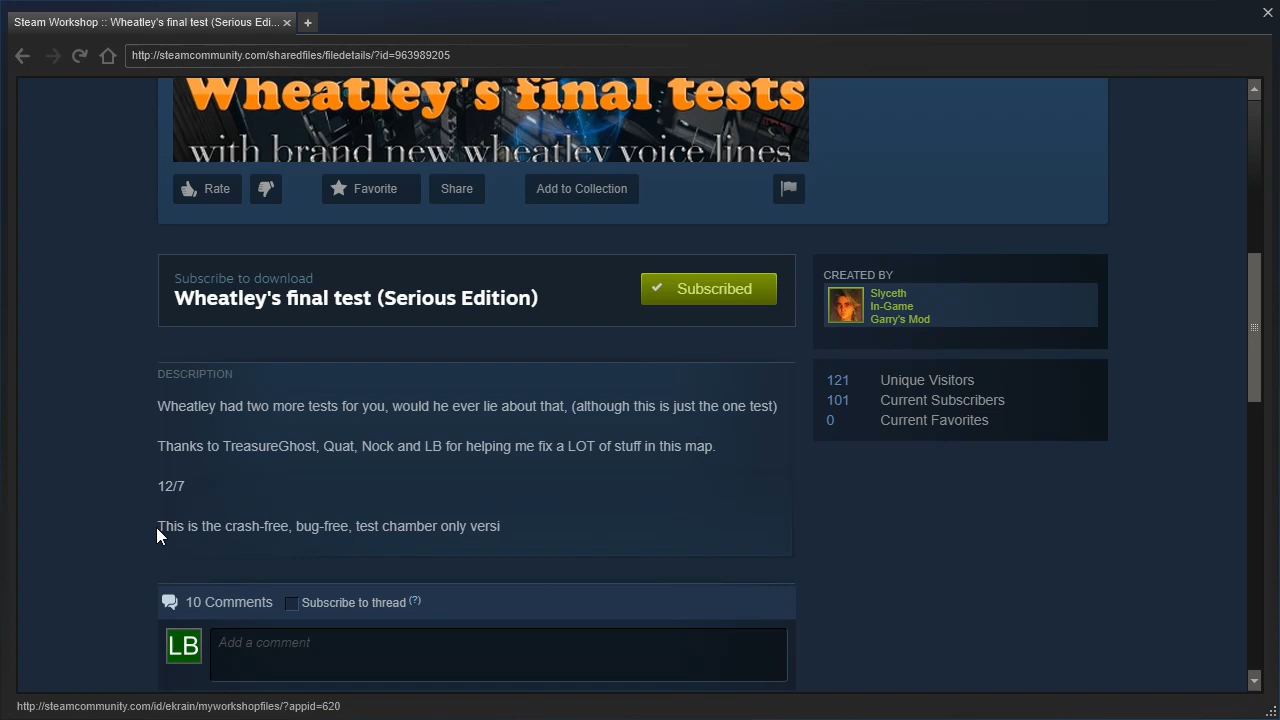 Steam Workshop :: Wheatley's final test (Serious Edi...
http://steamcommunity.com/sharedfiles/filedetails/?id=963989205
Wheatley's final tests
with brand new wheatley voice lines
Rate
Favorite
Share
Add to Collection
Subscribe to download
Wheatley's final test (Serious Edition)
Subscribed
CREATED BY
Slyceth
In-Game
Garry's Mod
DESCRIPTION
Wheatley had two more tests for you, would he ever lie about that, (although this is just the one test)
Thanks to TreasureGhost, Quat, Nock and LB for helping me fix a LOT of stuff in this map.
12/7
This is the crash-free, bug-free, test chamber only versi
121 Unique Visitors
101 Current Subscribers
0 Current Favorites
10 Comments Subscribe to thread (?)
LB
Add a comment
http://steamcommunity.com/id/ekrain/myworkshopfiles/?appid=620